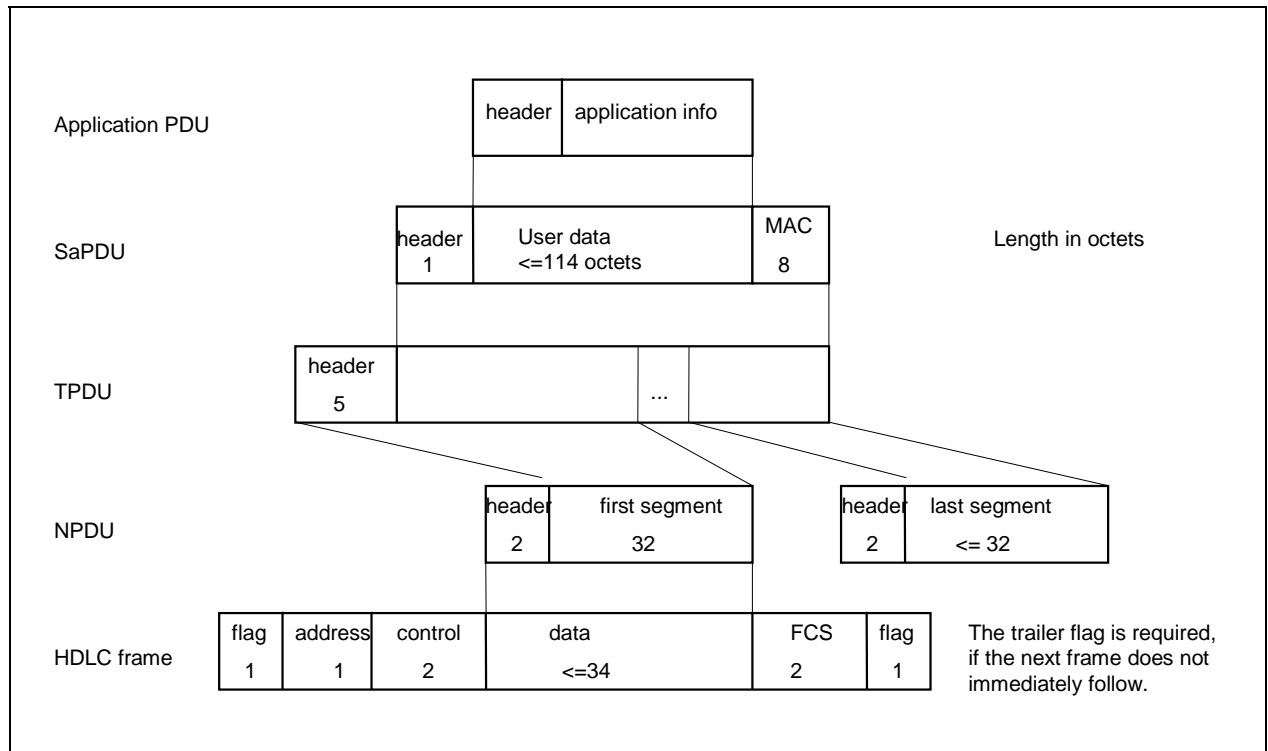 header application info
Application PDU
MAC
header User data
SaPDU Length in octets
1 <=114 octets 8
header
TPDU
5 ...
header first segment header last segment
NPDU
2 32 2 <= 32
flag address control data FCS flag The trailer flag is required,
HDLC frame if the next frame does not
1 1 2 <=34 2 1 immediately follow.